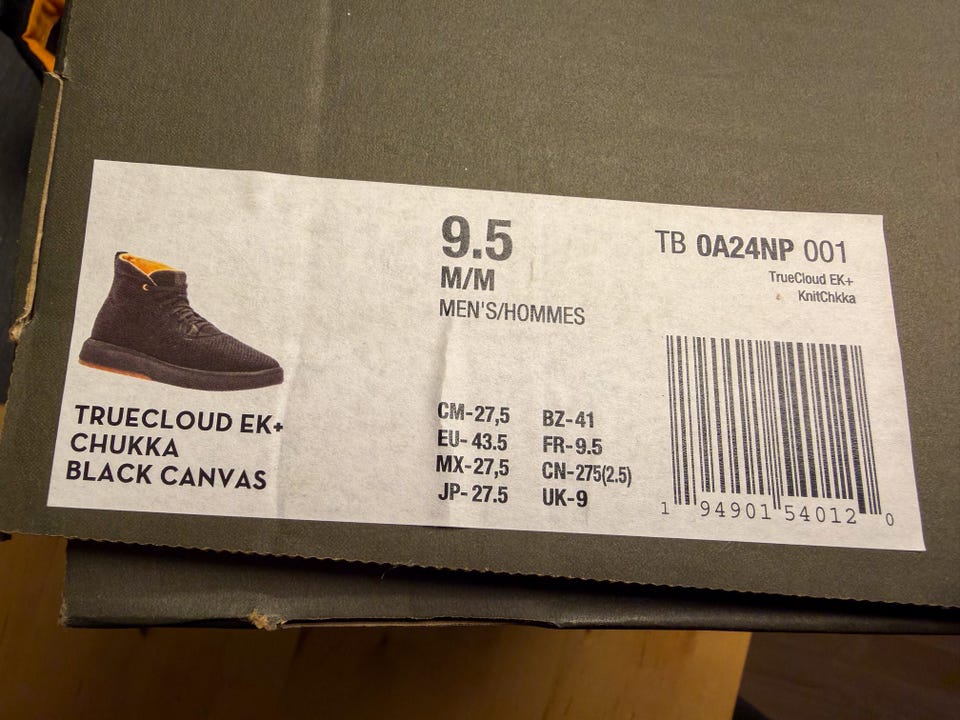 9.5
M/M
MEN'S/HOMMES
TB 0A24NP 001
TrueCloud EK+
KnitChkka
TRUECLOUD EK+
CHUKKA
BLACK CANVAS
CM-27,5 BZ-41
EU-43.5 FR-9.5
MX-27,5 CN-275(2.5)
JP-27.5 UK-9
1 94901 54012 0